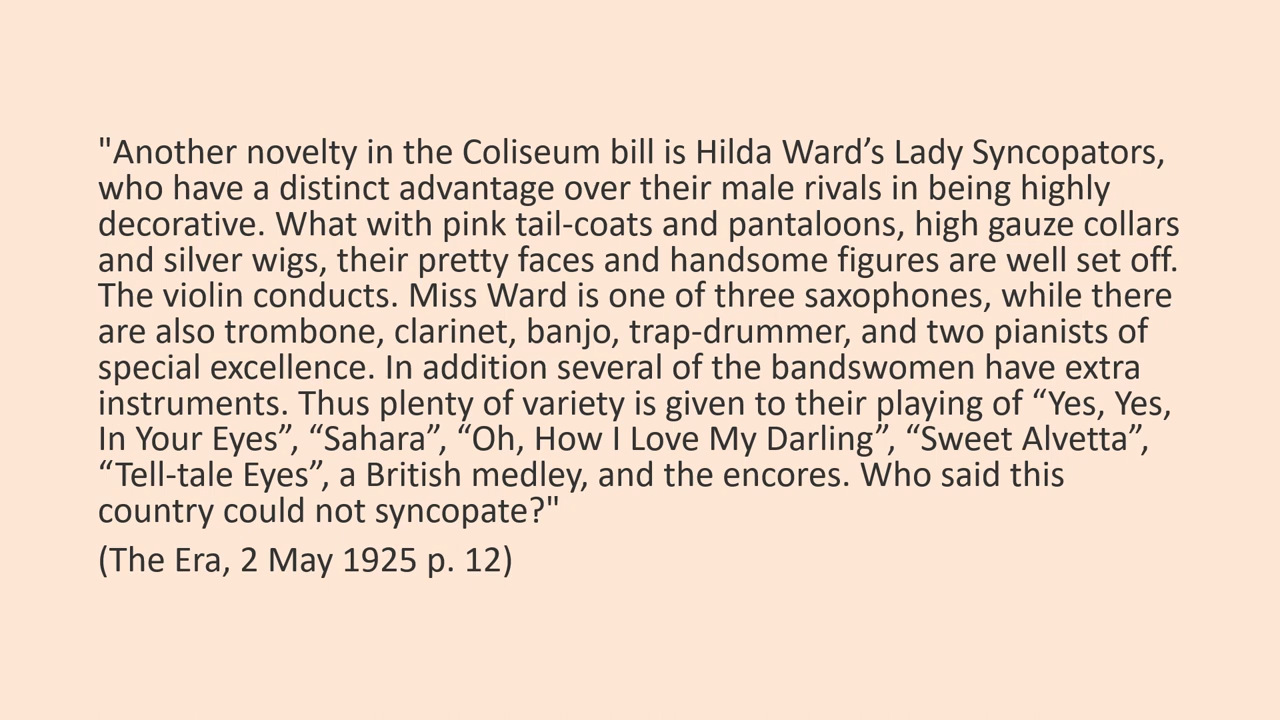 "Another novelty in the Coliseum bill is Hilda Ward’s Lady Syncopators,
who have a distinct advantage over their male rivals in being highly
decorative. What with pink tail-coats and pantaloons, high gauze collars
and silver wigs, their pretty faces and handsome figures are well set off.
The violin conducts. Miss Ward is one of three saxophones, while there
are also trombone, clarinet, banjo, trap-drummer, and two pianists of
special excellence. In addition several of the bandswomen have extra
instruments. Thus plenty of variety is given to their playing of “Yes, Yes,
In Your Eyes”, “Sahara”, “Oh, How I Love My Darling”, “Sweet Alvetta”,
“Tell-tale Eyes”, a British medley, and the encores. Who said this
country could not syncopate?"
(The Era, 2 May 1925 p. 12)